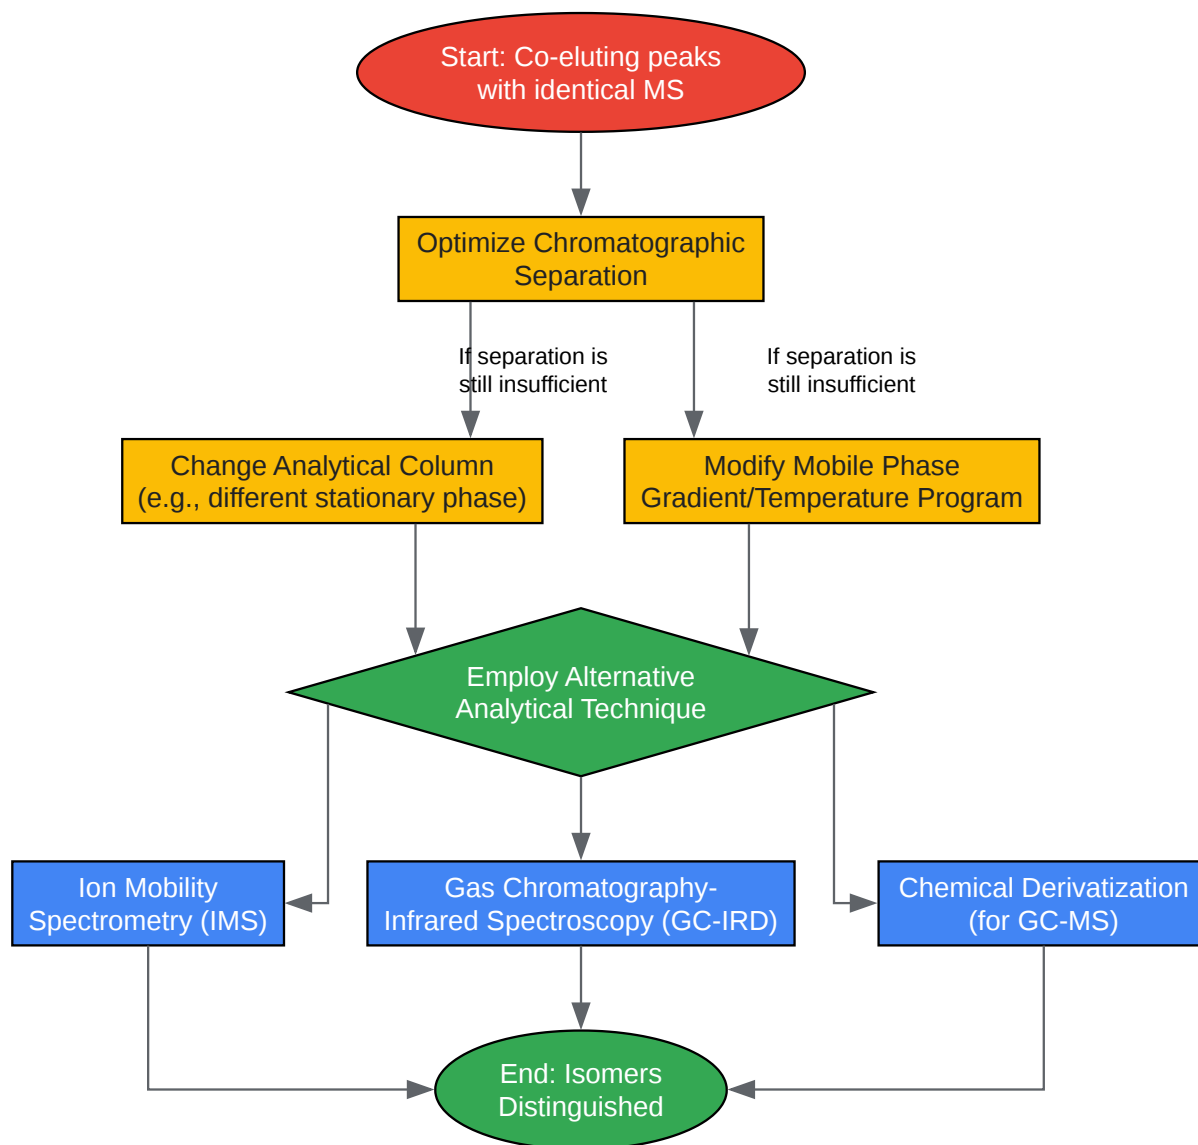 Start: Co-eluting peaks
with identical MS
Optimize Chromatographic
Separation
If separation is
still insufficient
If separation is
still insufficient
Change Analytical Column
(e.g., different stationary phase)
Modify Mobile Phase
Gradient/Temperature Program
Employ Alternative
Analytical Technique
Ion Mobility
Spectrometry (IMS)
Gas Chromatography-
Infrared Spectroscopy (GC-IRD)
Chemical Derivatization
(for GC-MS)
End: Isomers
Distinguished